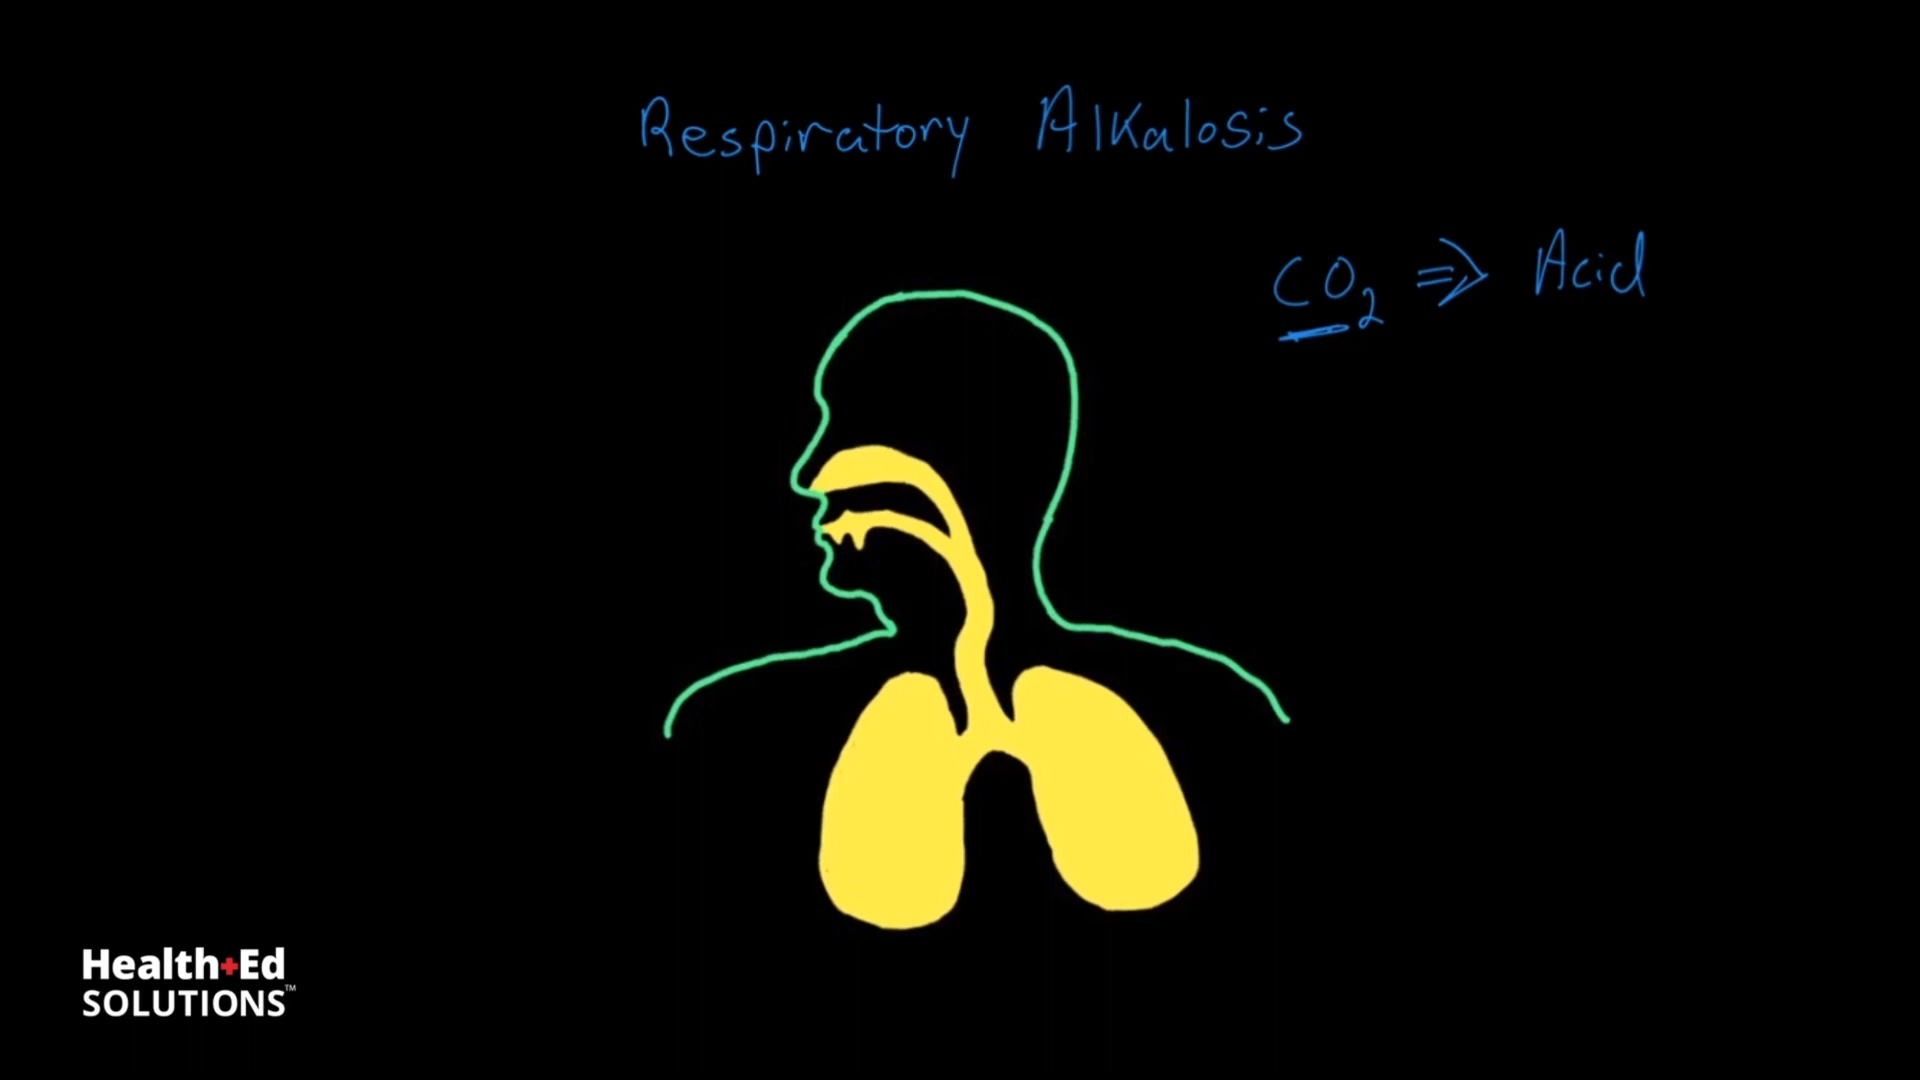 Respiratory Alkalosis
CO₂ ⇒ Acid
Health+Ed
SOLUTIONS™